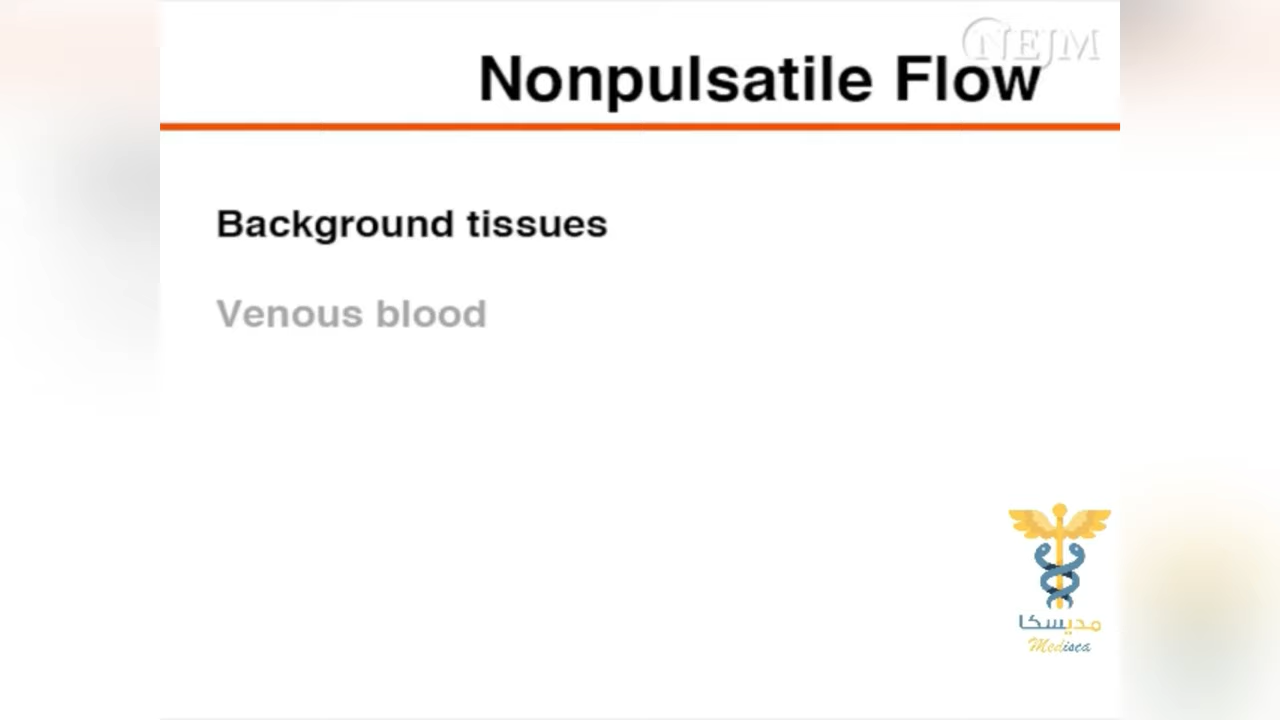 NEJM
Nonpulsatile Flow
Background tissues
Venous blood
مديسكا
Medisca